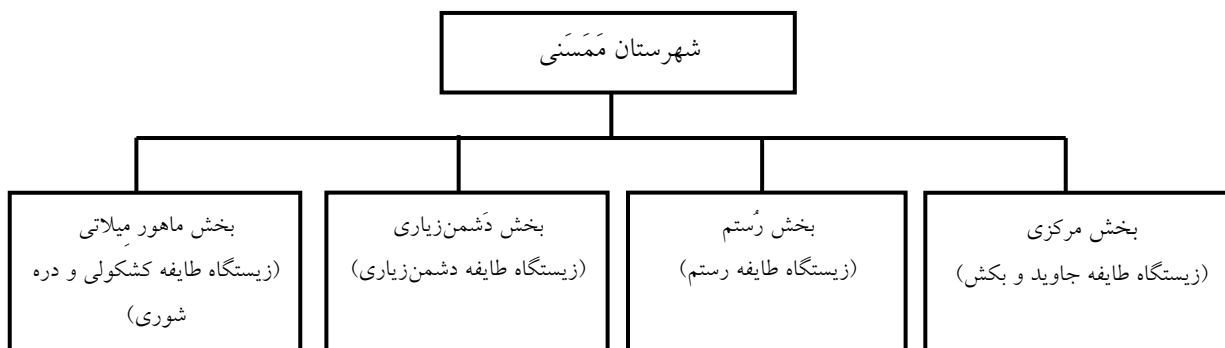 شهرستان مَمَسَنی
بخش مرکزی
(زیستگاه طایفه جاوید و بکش)
بخش رُستم
(زیستگاه طایفه رستم)
بخش دَشمن‌زیاری
(زیستگاه طایفه دشمن‌زیاری)
بخش ماهور مِیلاتی
(زیستگاه طایفه کشکولی و دره
شوری)